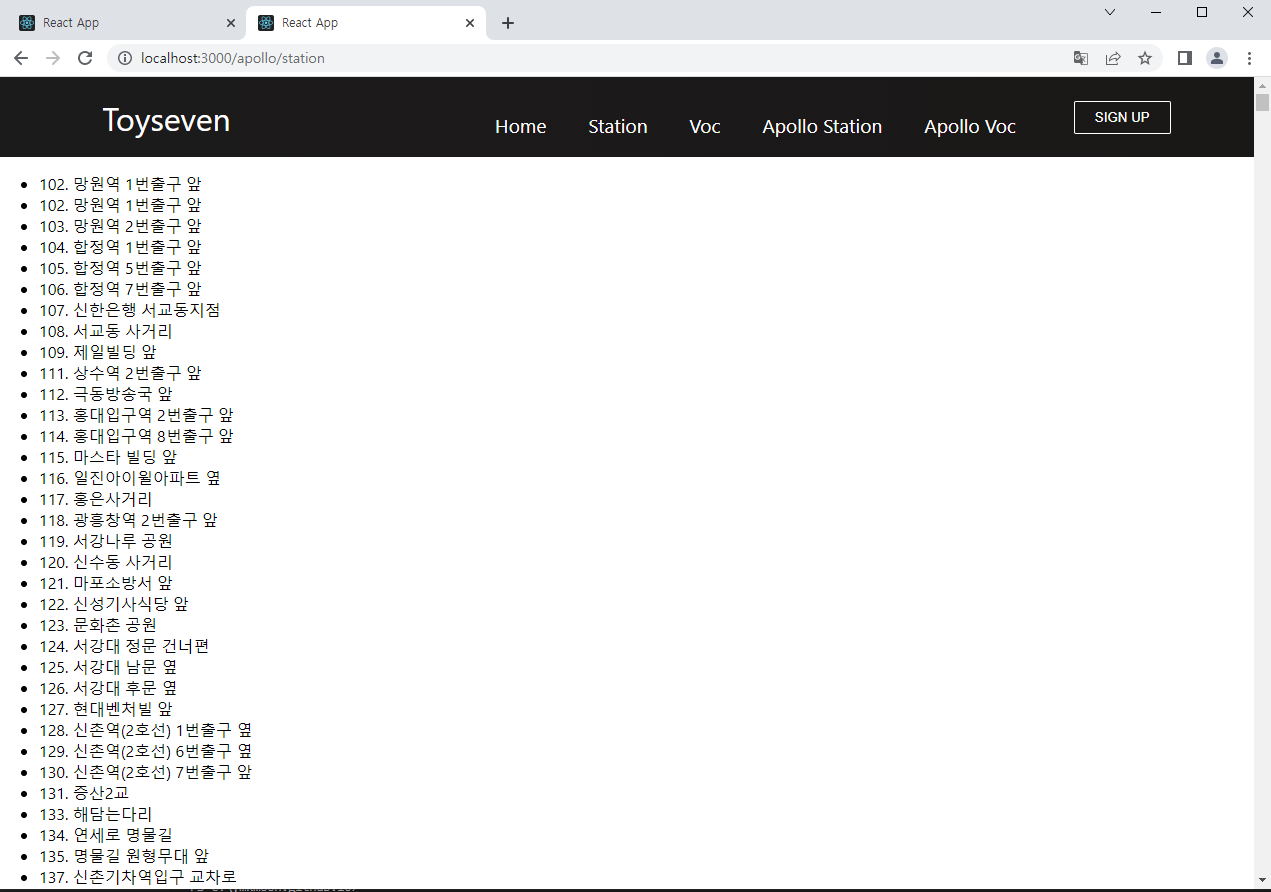 React App
React App
localhost:3000/apollo/station
Toyseven
Home
Station
Voc
Apollo Station
Apollo Voc
SIGN UP
102. 망원역 1번출구 앞
102. 망원역 1번출구 앞
103. 망원역 2번출구 앞
104. 합정역 1번출구 앞
105. 합정역 5번출구 앞
106. 합정역 7번출구 앞
107. 신한은행 서교동지점
108. 서교동 사거리
109. 제일빌딩 앞
111. 상수역 2번출구 앞
112. 극동방송국 앞
113. 홍대입구역 2번출구 앞
114. 홍대입구역 8번출구 앞
115. 마스타 빌딩 앞
116. 일진아이윌아파트 옆
117. 홍은사거리
118. 광흥창역 2번출구 앞
119. 서강나루 공원
120. 신수동 사거리
121. 마포소방서 앞
122. 신성기사식당 앞
123. 문화촌 공원
124. 서강대 정문 건너편
125. 서강대 남문 옆
126. 서강대 후문 옆
127. 현대벤처빌 앞
128. 신촌역(2호선) 1번출구 옆
129. 신촌역(2호선) 6번출구 옆
130. 신촌역(2호선) 7번출구 앞
131. 증산2교
133. 해담는다리
134. 연세로 명물길
135. 명물길 원형무대 앞
137. 신촌기차역입구 교차로